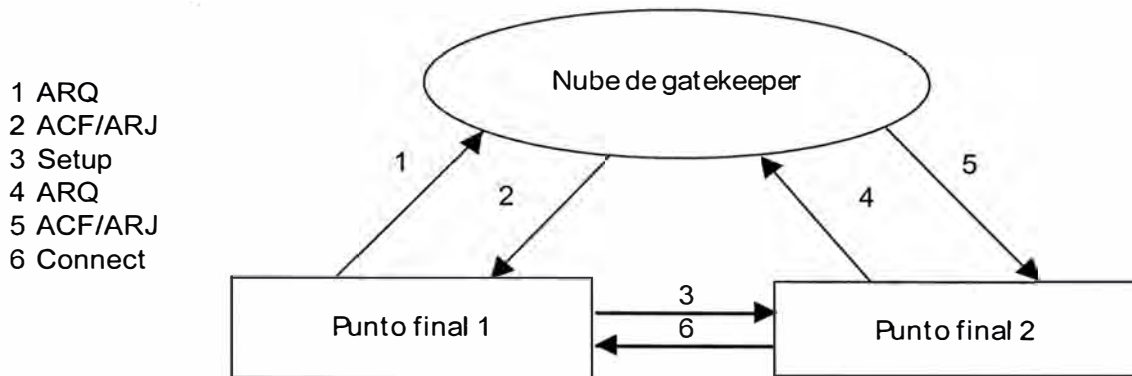 Nube de gatekeeper
1 ARQ
2 ACF/ARJ
3 Setup
4 ARQ
5 ACF/ARJ
6 Connect
1
2
4
5
3
6
Punto final 1
Punto final 2